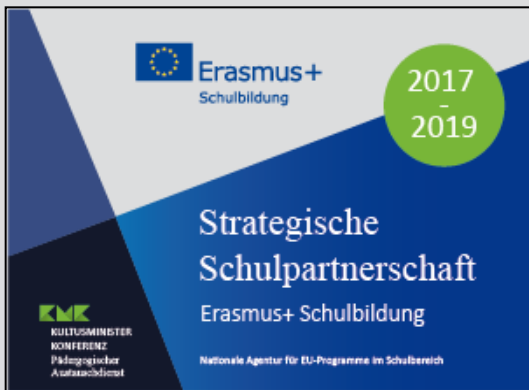 Erasmus+
Schulbildung
2017
-
2019
Strategische
Schulpartnerschaft
Erasmus+ Schulbildung
KMK
KULTUSMINISTER
KONFERENZ
Pädagogischer
Austauschdienst
Nationale Agentur für EU-Programme im Schulbereich